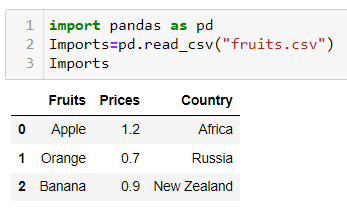 1 import pandas as pd
2 Imports=pd.read_csv("fruits.csv")
3 Imports
Fruits Prices Country
0 Apple 1.2 Africa
1 Orange 0.7 Russia
2 Banana 0.9 New Zealand